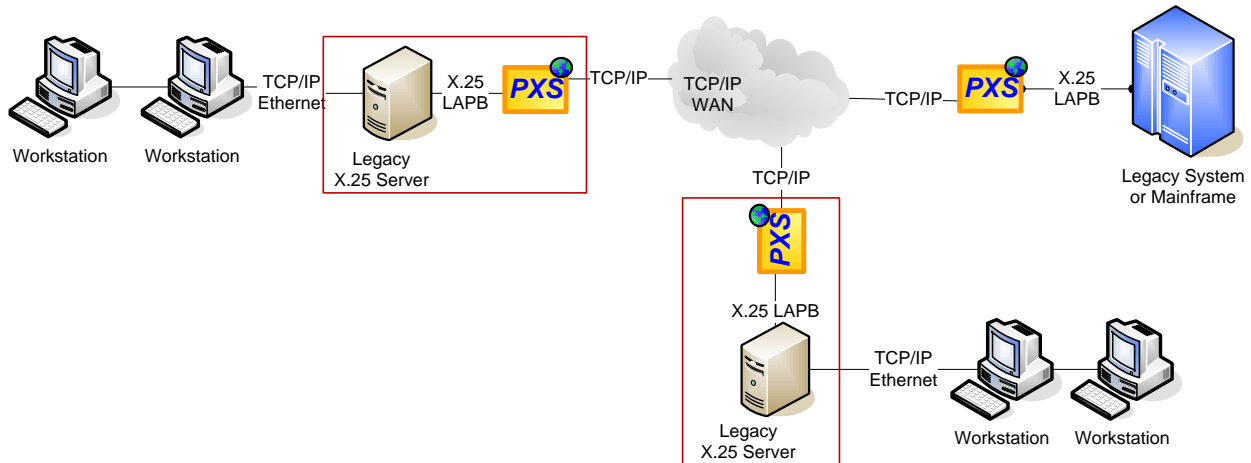 TCP/IP
Ethernet
X.25
LAPB
PXS
TCP/IP
TCP/IP
WAN
TCP/IP
PXS
X.25
LAPB
Workstation
Workstation
Legacy
X.25 Server
Legacy System
or Mainframe
TCP/IP
PXS
X.25 LAPB
TCP/IP
Ethernet
Legacy
X.25 Server
Workstation
Workstation